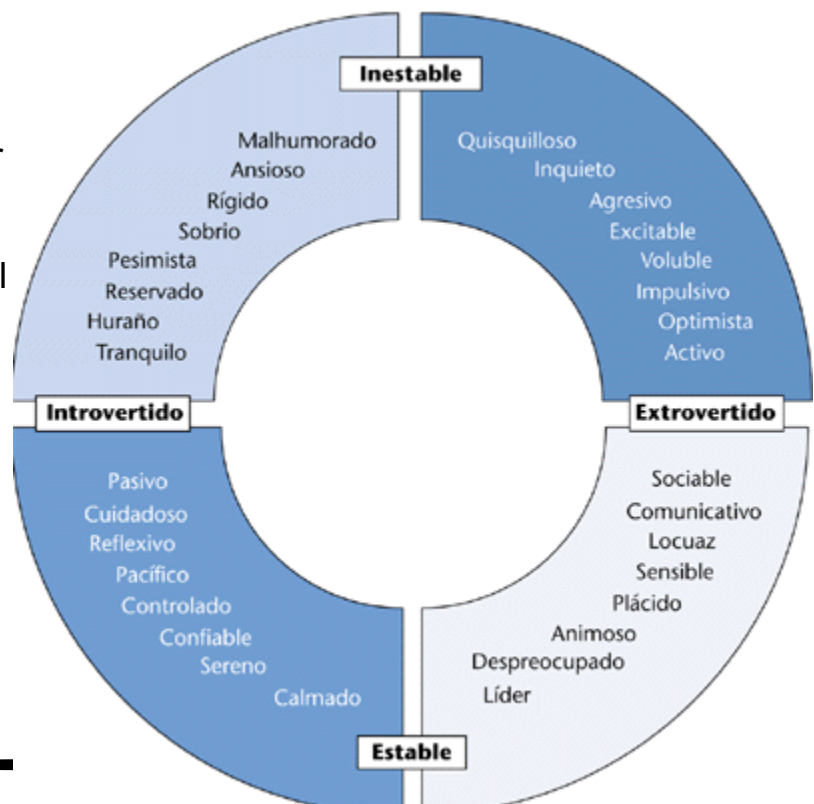 Inestable
Malhumorado
Ansioso
Rígido
Sobrio
Pesimista
Reservado
Huraño
Tranquilo
Quisquilloso
Inquieto
Agresivo
Excitable
Voluble
Impulsivo
Optimista
Activo
Introvertido
Extrovertido
Pasivo
Cuidadoso
Reflexivo
Pacífico
Controlado
Confiable
Sereno
Calmado
Sociable
Comunicativo
Locuaz
Sensible
Plácido
Animoso
Despreocupado
Líder
Estable